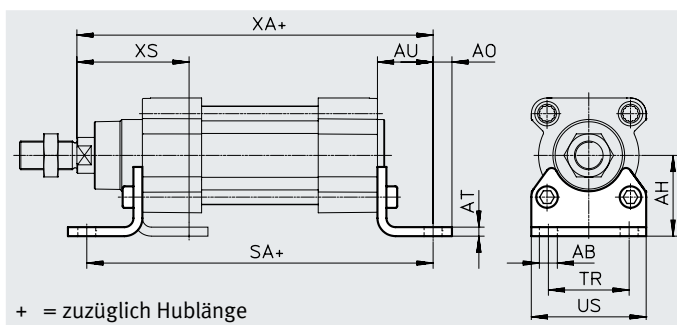 XA+
XS
AU
AO
AT
AH
SA+
AB
TR
US
+ = zuzüglich Hublänge